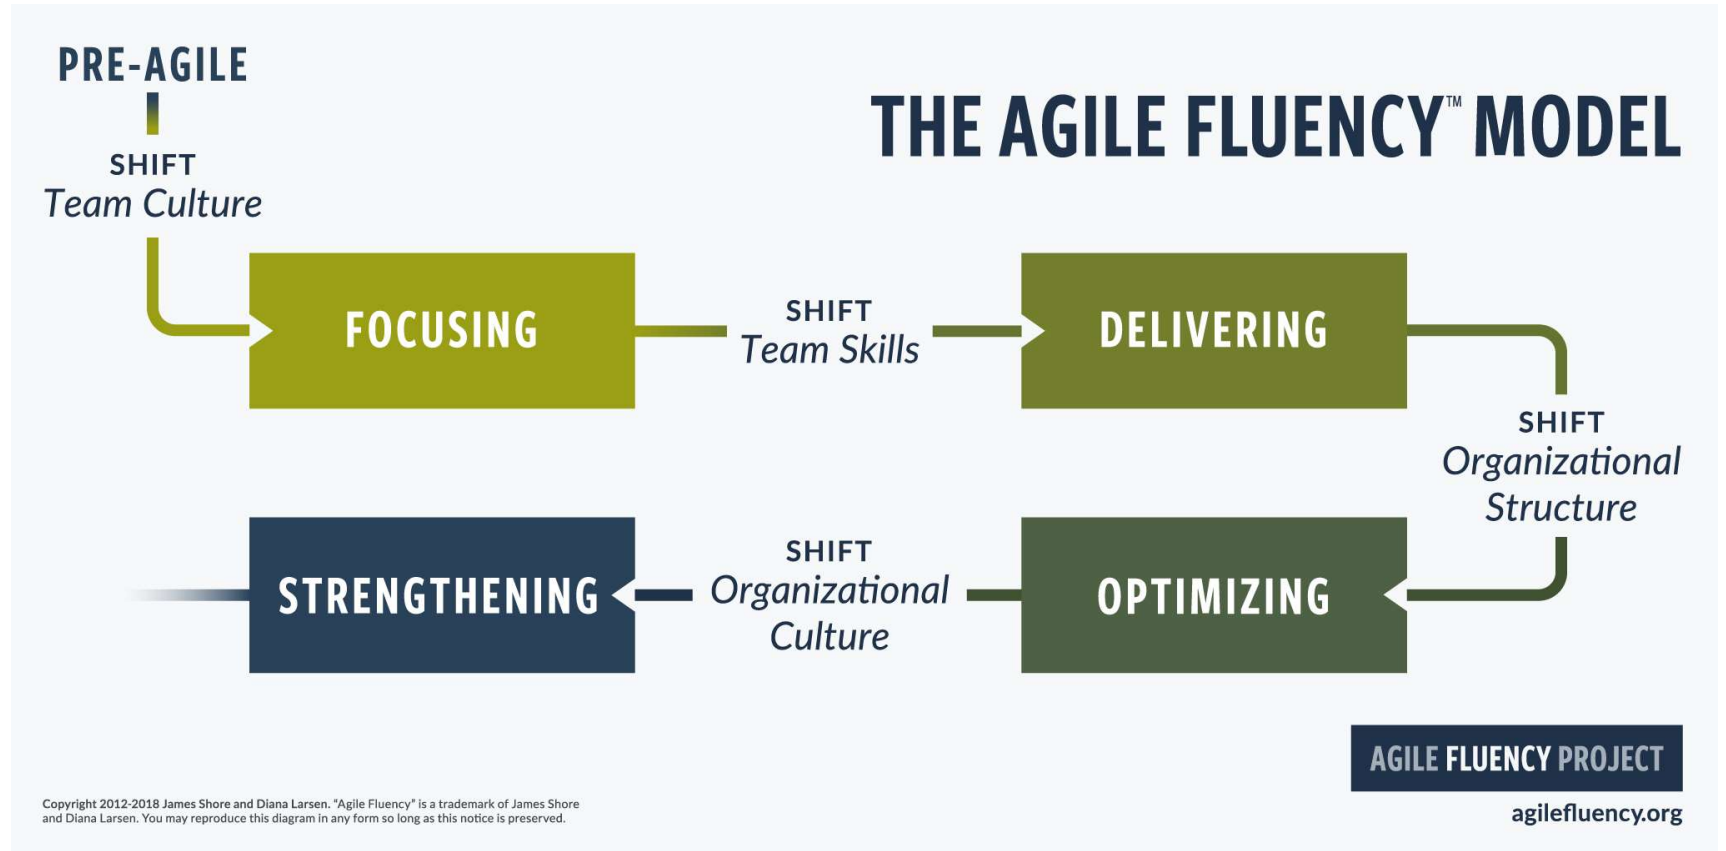 PRE-AGILE
THE AGILE FLUENCY™ MODEL
SHIFT
Team Culture
FOCUSING
SHIFT
Team Skills
DELIVERING
SHIFT
Organizational
Structure
OPTIMIZING
SHIFT
Organizational
Culture
STRENGTHENING
AGILE FLUENCY PROJECT
agilefluency.org
Copyright 2012-2018 James Shore and Diana Larsen. “Agile Fluency” is a trademark of James Shore
and Diana Larsen. You may reproduce this diagram in any form so long as this notice is preserved.